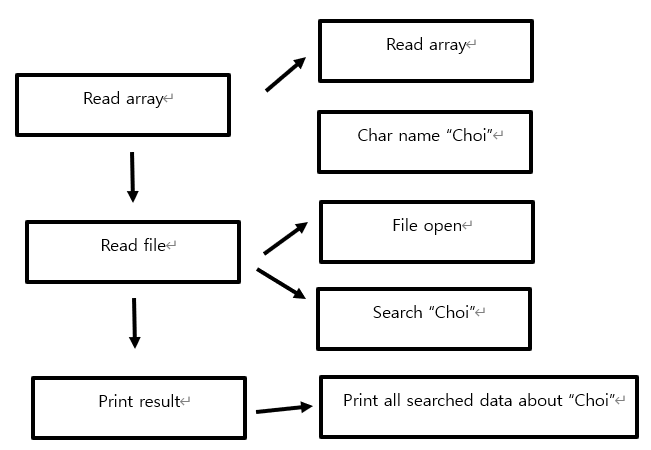 Read array↵
Read array↵
Char name “Choi”↵
Read file↵
File open↵
Search “Choi”↵
Print result↵
Print all searched data about “Choi”↵